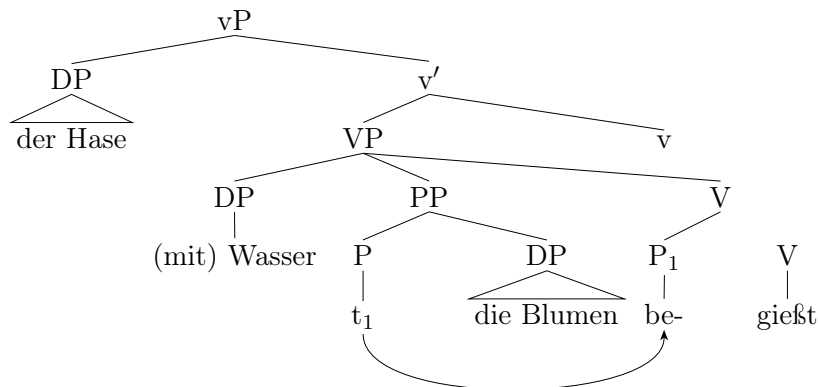 vP
DP v′
der Hase VP v
DP PP V
(mit) Wasser P DP P₁ V
t₁ die Blumen be- gießt